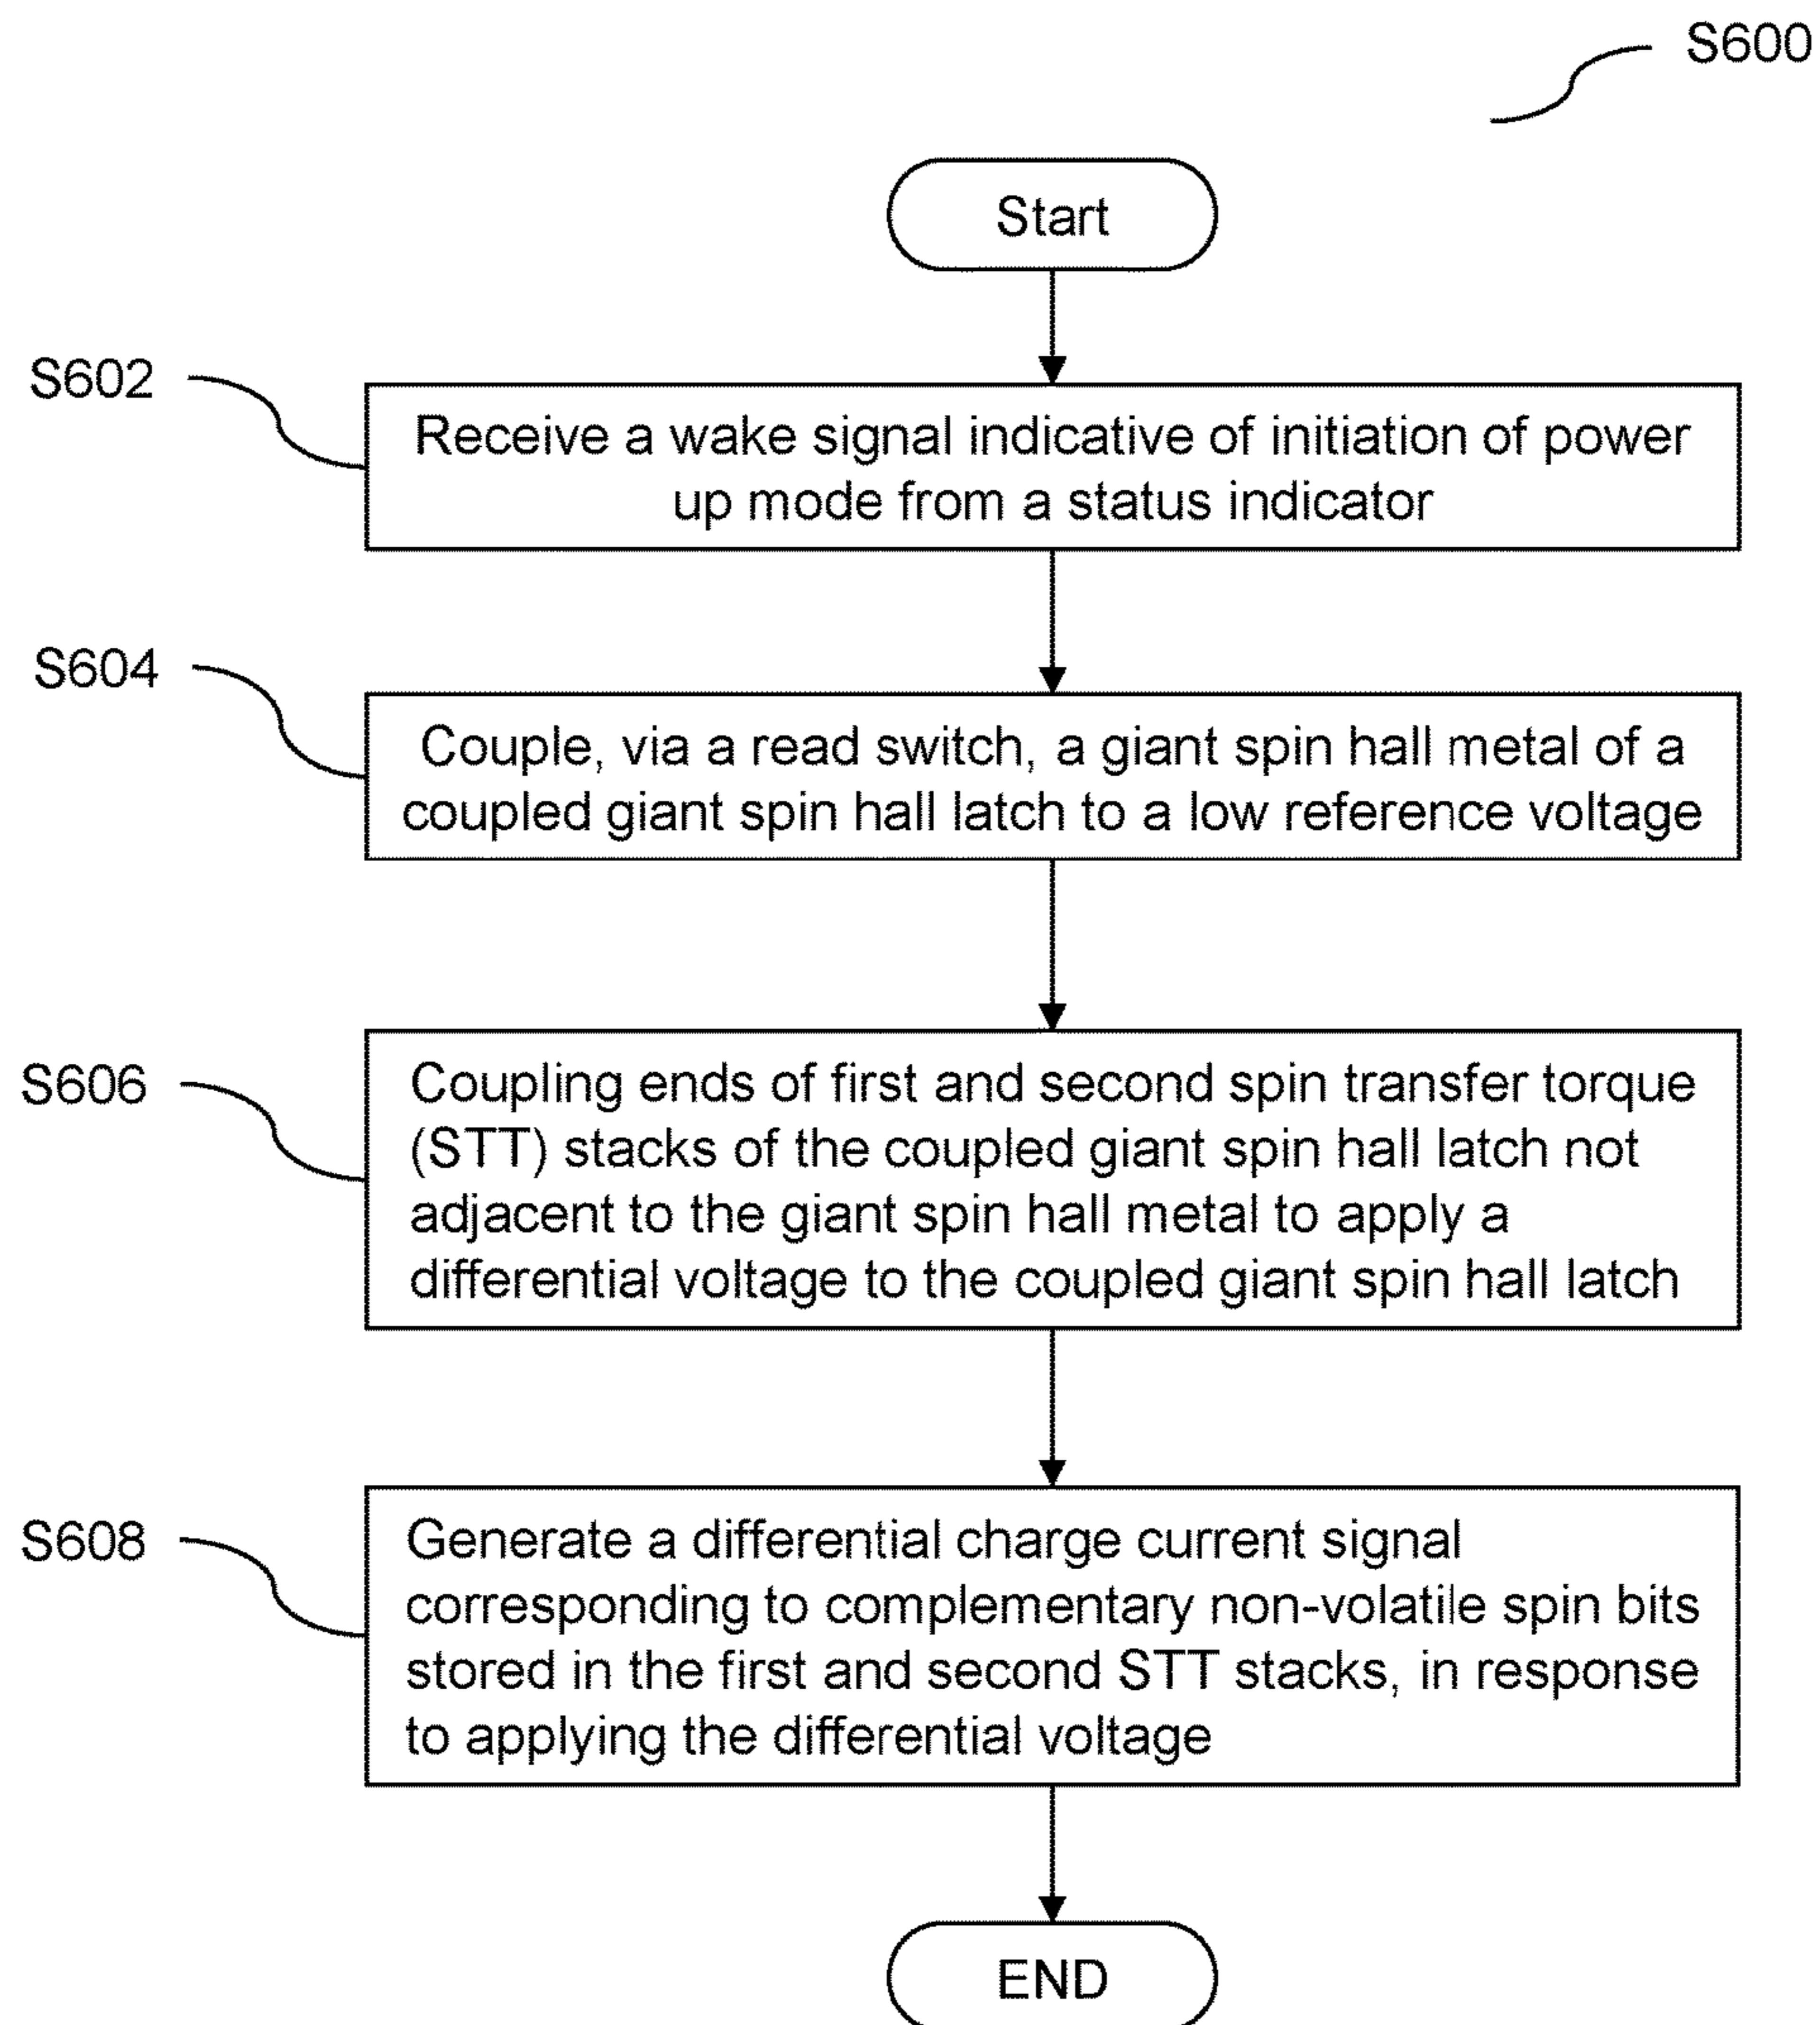 S600
Start
S602
Receive a wake signal indicative of initiation of power
up mode from a status indicator
S604
Couple, via a read switch, a giant spin hall metal of a
coupled giant spin hall latch to a low reference voltage
S606
Coupling ends of first and second spin transfer torque
(STT) stacks of the coupled giant spin hall latch not
adjacent to the giant spin hall metal to apply a
differential voltage to the coupled giant spin hall latch
S608
Generate a differential charge current signal
corresponding to complementary non-volatile spin bits
stored in the first and second STT stacks, in response
to applying the differential voltage
END